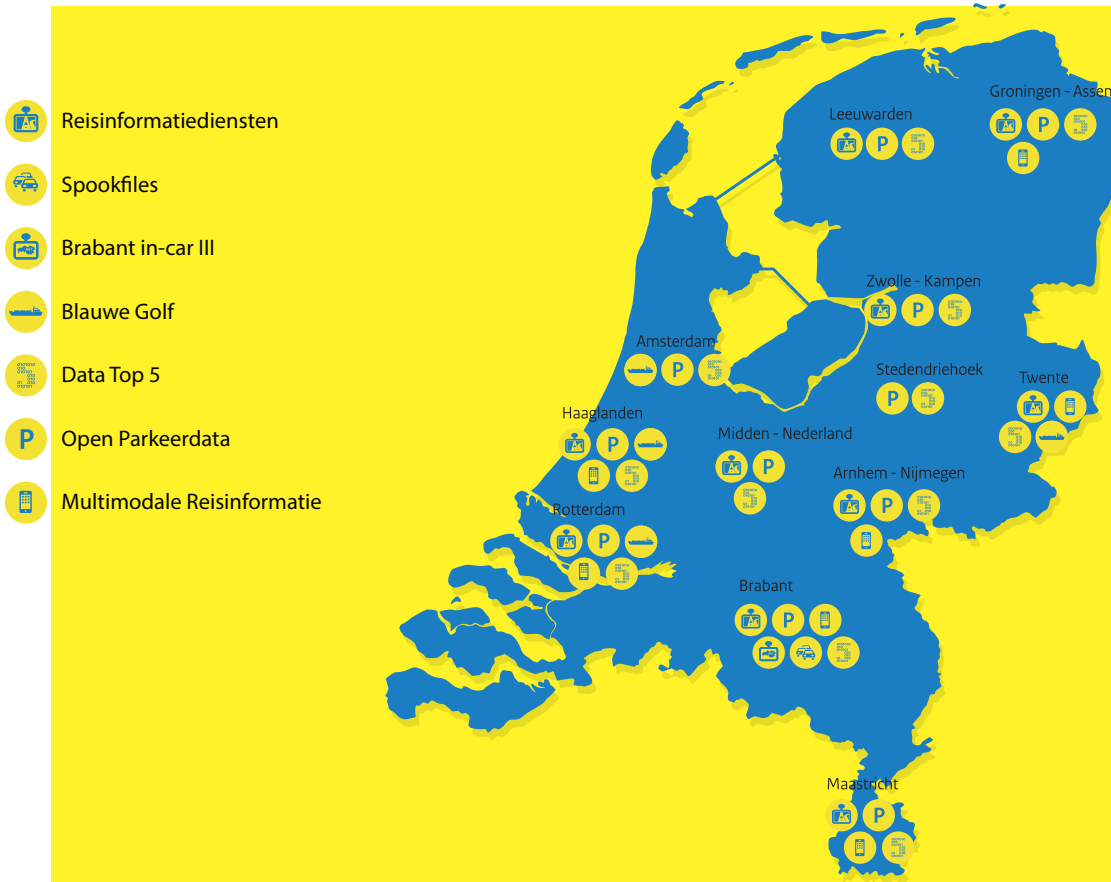 Reisinformatiediensten
Spookfiles
Brabant in-car III
Blauwe Golf
Data Top 5
P Open Parkeerdata
Multimodale Reisinformatie
Groningen - Assen
P
Leeuwarden
P
Zwolle - Kampen
P
Amsterdam
P
Stedendriehoek
P
Twente
Haaglanden
P
Midden - Nederland
P
Arnhem - Nijmegen
P
Rotterdam
P
Brabant
P
Maastricht
P